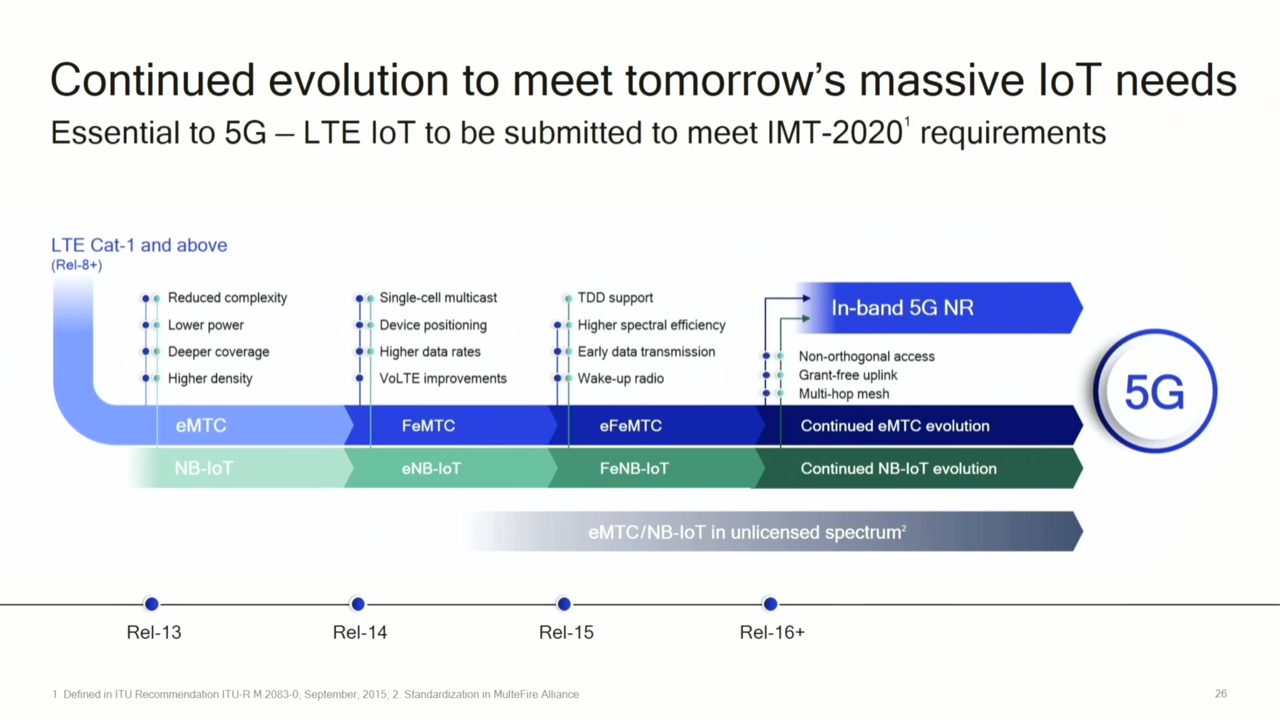 Continued evolution to meet tomorrow's massive IoT needs
Essential to 5G – LTE IoT to be submitted to meet IMT-2020¹ requirements
LTE Cat-1 and above
(Rel-8+)
Reduced complexity
Lower power
Deeper coverage
Higher density
Single-cell multicast
Device positioning
Higher data rates
VoLTE improvements
TDD support
Higher spectral efficiency
Early data transmission
Wake-up radio
In-band 5G NR
Non-orthogonal access
Grant-free uplink
Multi-hop mesh
5G
eMTC
FeMTC
eFeMTC
Continued eMTC evolution
NB-IoT
eNB-IoT
FeNB-IoT
Continued NB-IoT evolution
eMTC/NB-IoT in unlicensed spectrum²
Rel-13
Rel-14
Rel-15
Rel-16+
1 Defined in ITU Recommendation ITU-R M.2083-0, September, 2015; 2. Standardization in MulteFire Alliance
26